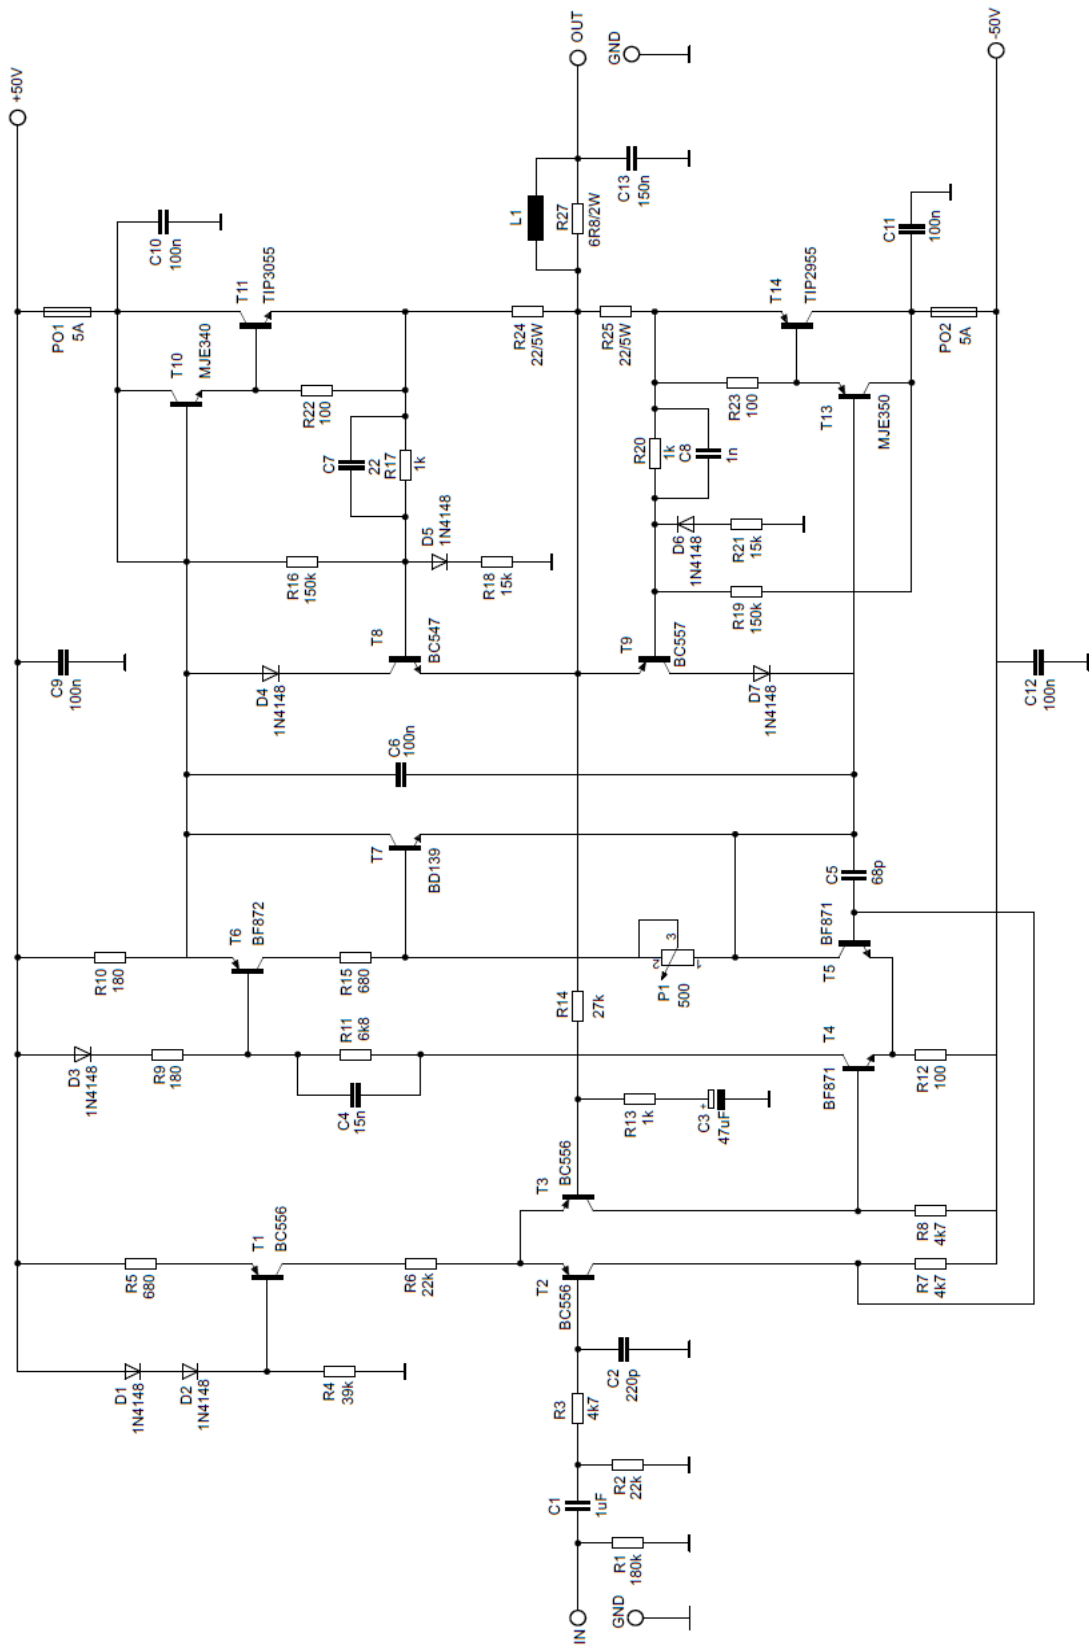 +50V
OUT
GND
-50V
PO1
5A
C10
100n
T11
TIP3055
T10
MJE340
R22
100
C7
22
R17
1k
D5
1N4148
R16
150k
R18
15k
L1
R27
6R8/2W
C13
150n
R24
22/5W
R25
22/5W
T14
TIP2955
C11
100n
PO2
5A
R23
100
T13
MJE350
R20
1k
C8
1n
D6
1N4148
R21
15k
R19
150k
C9
100n
D4
1N4148
T8
BC547
T9
BC557
D7
1N4148
C12
100n
C6
100n
T7
BD139
C5
68p
R10
180
T6
BF872
R15
680
P1
500
1
2
3
BF871
T5
R14
27k
D3
1N4148
R9
180
R11
6k8
C4
15n
T4
BF871
R12
100
R13
1k
C3
+
47uF
T3
BC556
R8
4k7
R5
680
T1
BC556
R6
22k
T2
BC556
R7
4k7
D1
1N4148
D2
1N4148
R4
39k
C2
220p
R3
4k7
R2
22k
C1
1uF
R1
180k
IN
GND